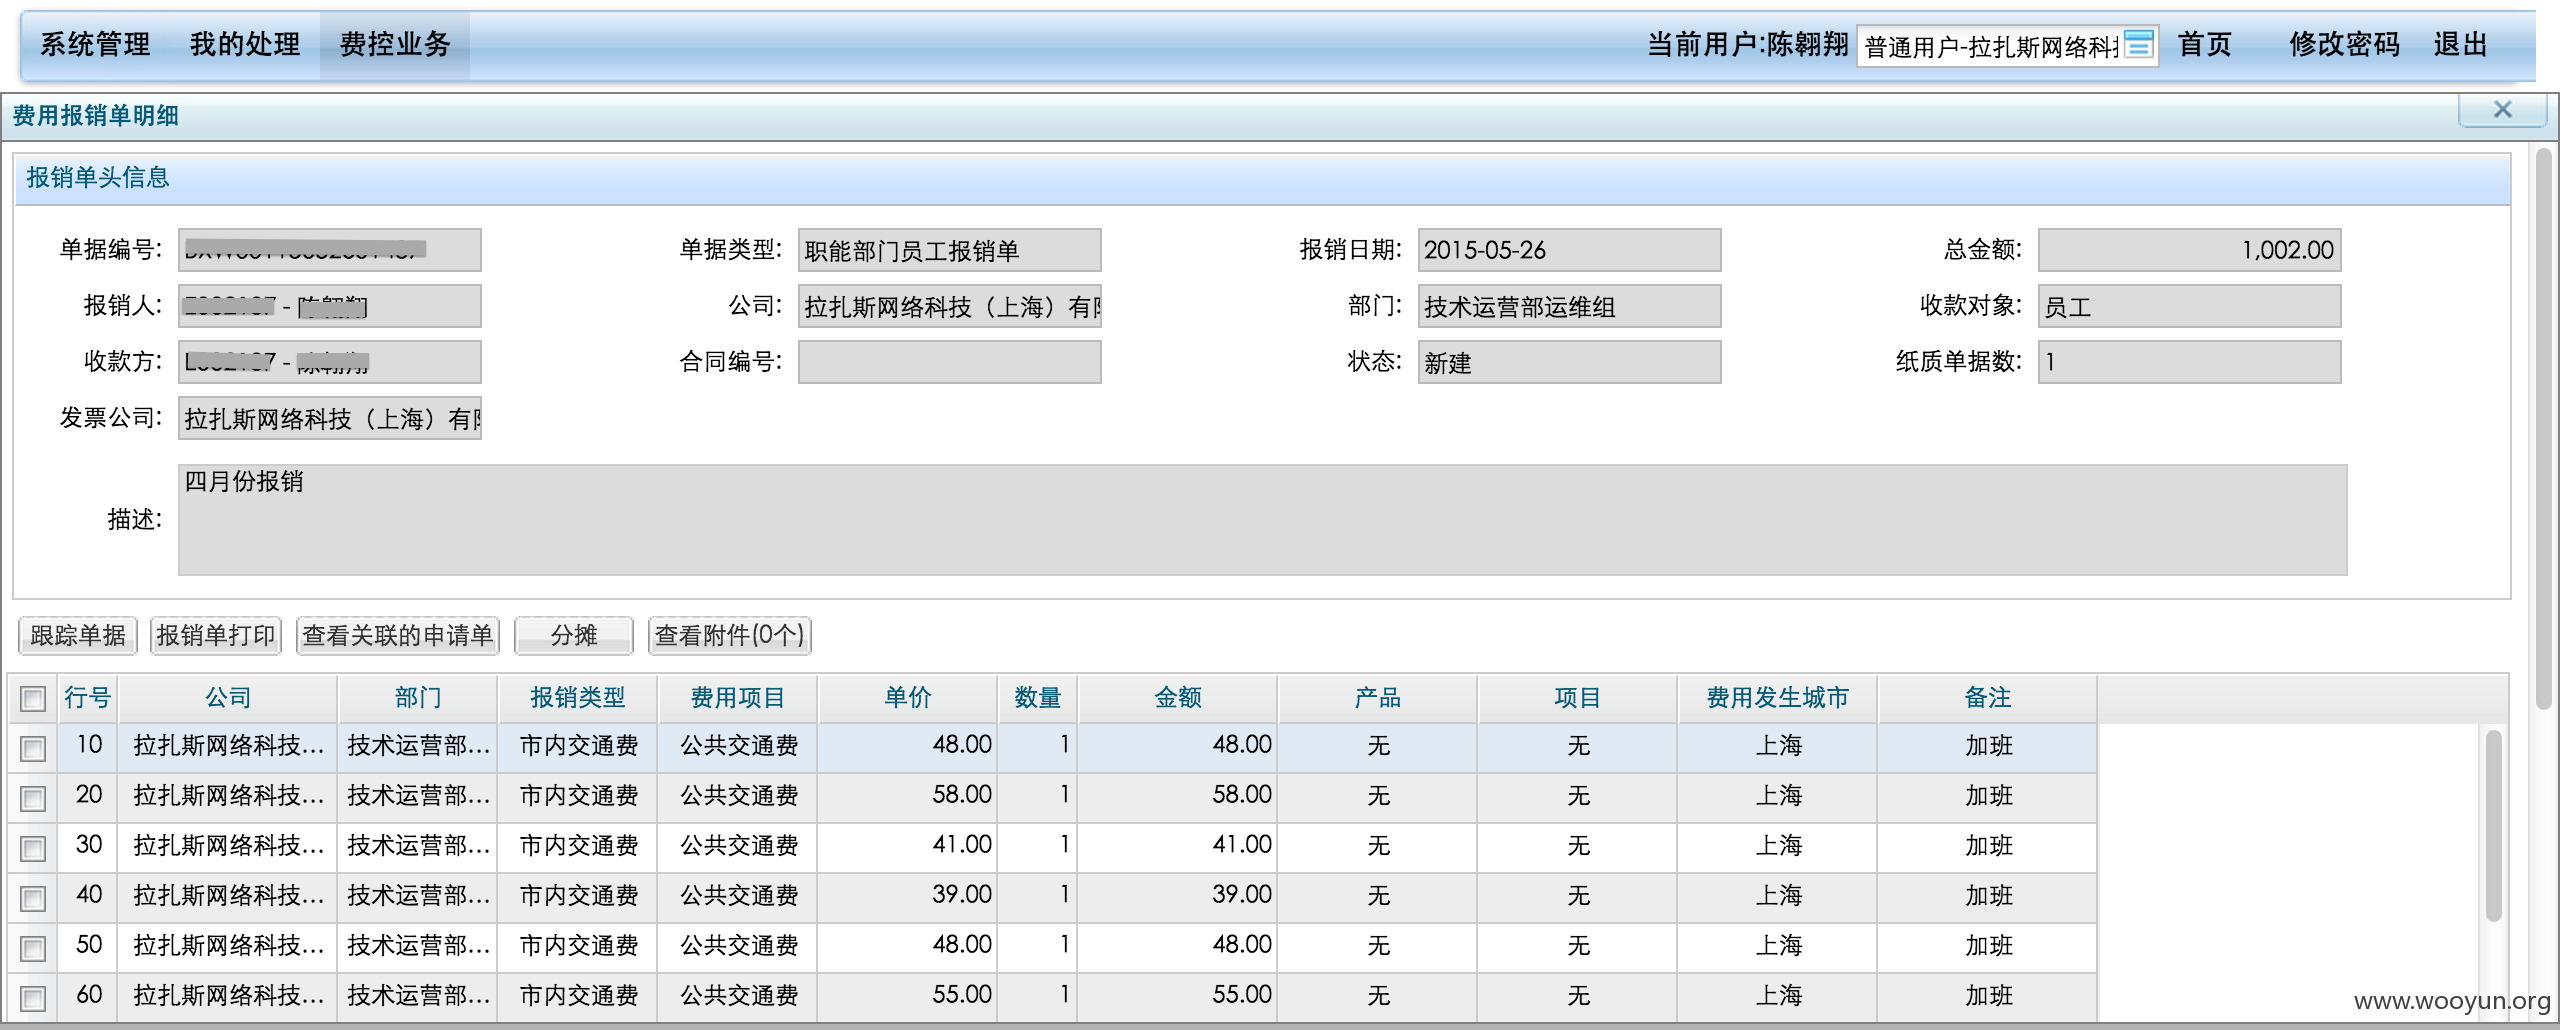 系统管理 我的处理 费控业务 当前用户:陈翱翔 普通用户-拉扎斯网络科 首页 修改密码 退出
费用报销单明细
报销单头信息
单据编号: 单据类型: 职能部门员工报销单 报销日期: 2015-05-26 总金额: 1,002.00
报销人: - 公司: 拉扎斯网络科技（上海）有 部门: 技术运营部运维组 收款对象: 员工
收款方: - 合同编号: 状态: 新建 纸质单据数: 1
发票公司: 拉扎斯网络科技（上海）有
描述: 四月份报销
跟踪单据 报销单打印 查看关联的申请单 分摊 查看附件(0个)
行号 公司 部门 报销类型 费用项目 单价 数量 金额 产品 项目 费用发生城市 备注
10 拉扎斯网络科技... 技术运营部... 市内交通费 公共交通费 48.00 1 48.00 无 无 上海 加班
20 拉扎斯网络科技... 技术运营部... 市内交通费 公共交通费 58.00 1 58.00 无 无 上海 加班
30 拉扎斯网络科技... 技术运营部... 市内交通费 公共交通费 41.00 1 41.00 无 无 上海 加班
40 拉扎斯网络科技... 技术运营部... 市内交通费 公共交通费 39.00 1 39.00 无 无 上海 加班
50 拉扎斯网络科技... 技术运营部... 市内交通费 公共交通费 48.00 1 48.00 无 无 上海 加班
60 拉扎斯网络科技... 技术运营部... 市内交通费 公共交通费 55.00 1 55.00 无 无 上海 加班
www.wooyun.org